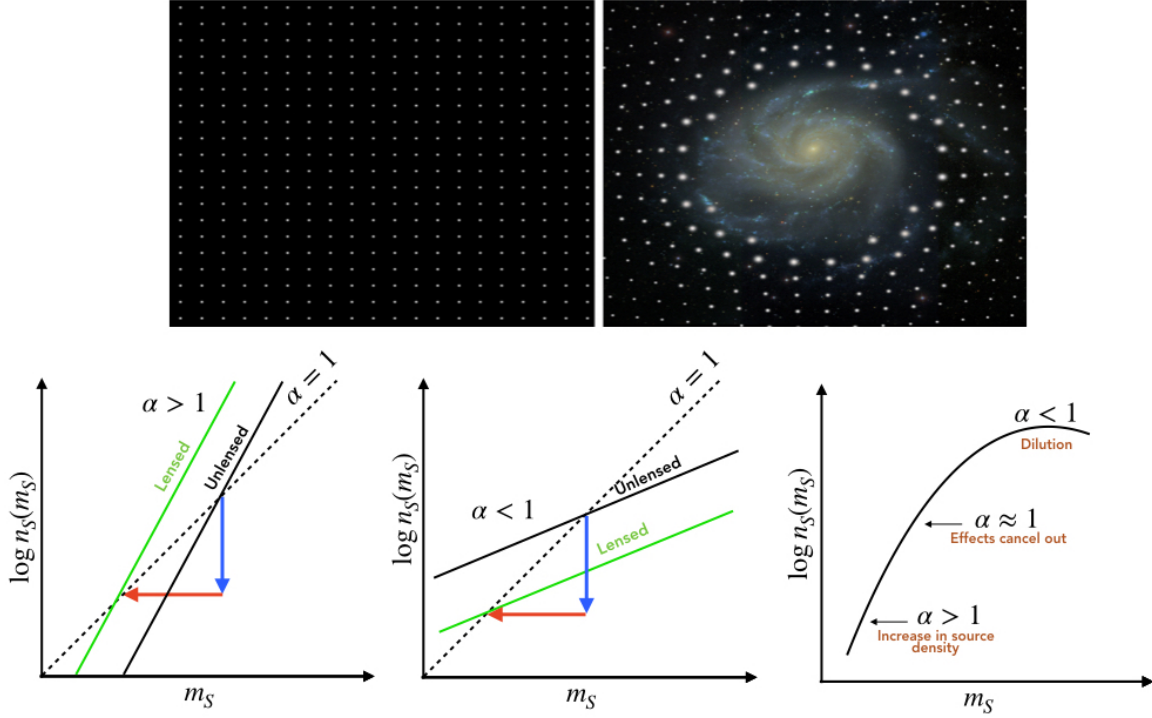 α > 1
α = 1
Lensed
Unlensed
log n_S(m_S)
m_S
α = 1
α < 1
Unlensed
Lensed
log n_S(m_S)
m_S
α < 1
Dilution
α ≈ 1
Effects cancel out
α > 1
Increase in source
density
log n_S(m_S)
m_S